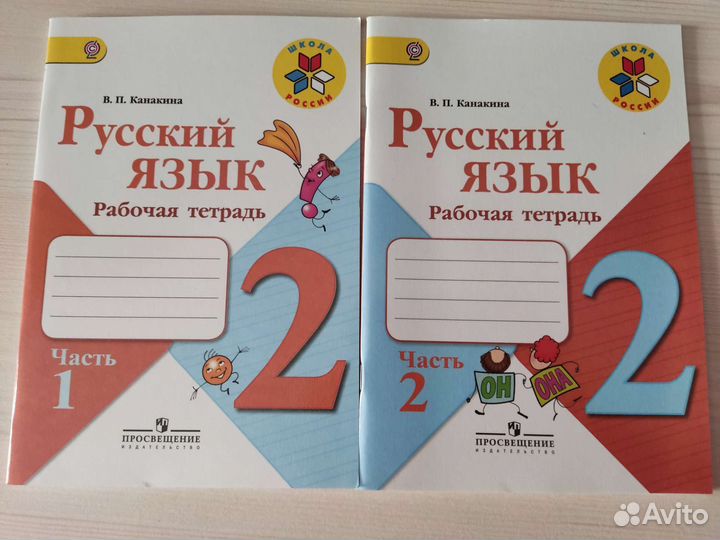 ШКОЛА
РОССИИ
В. П. Канакина
Русский
язык
Рабочая тетрадь
2
Часть
1
ПРОСВЕЩЕНИЕ
ИЗДАТЕЛЬСТВО
ШКОЛА
РОССИИ
В. П. Канакина
Русский
язык
Рабочая тетрадь
2
Часть
2
ОН
ОНА
ПРОСВЕЩЕНИЕ
ИЗДАТЕЛЬСТВО
Avito